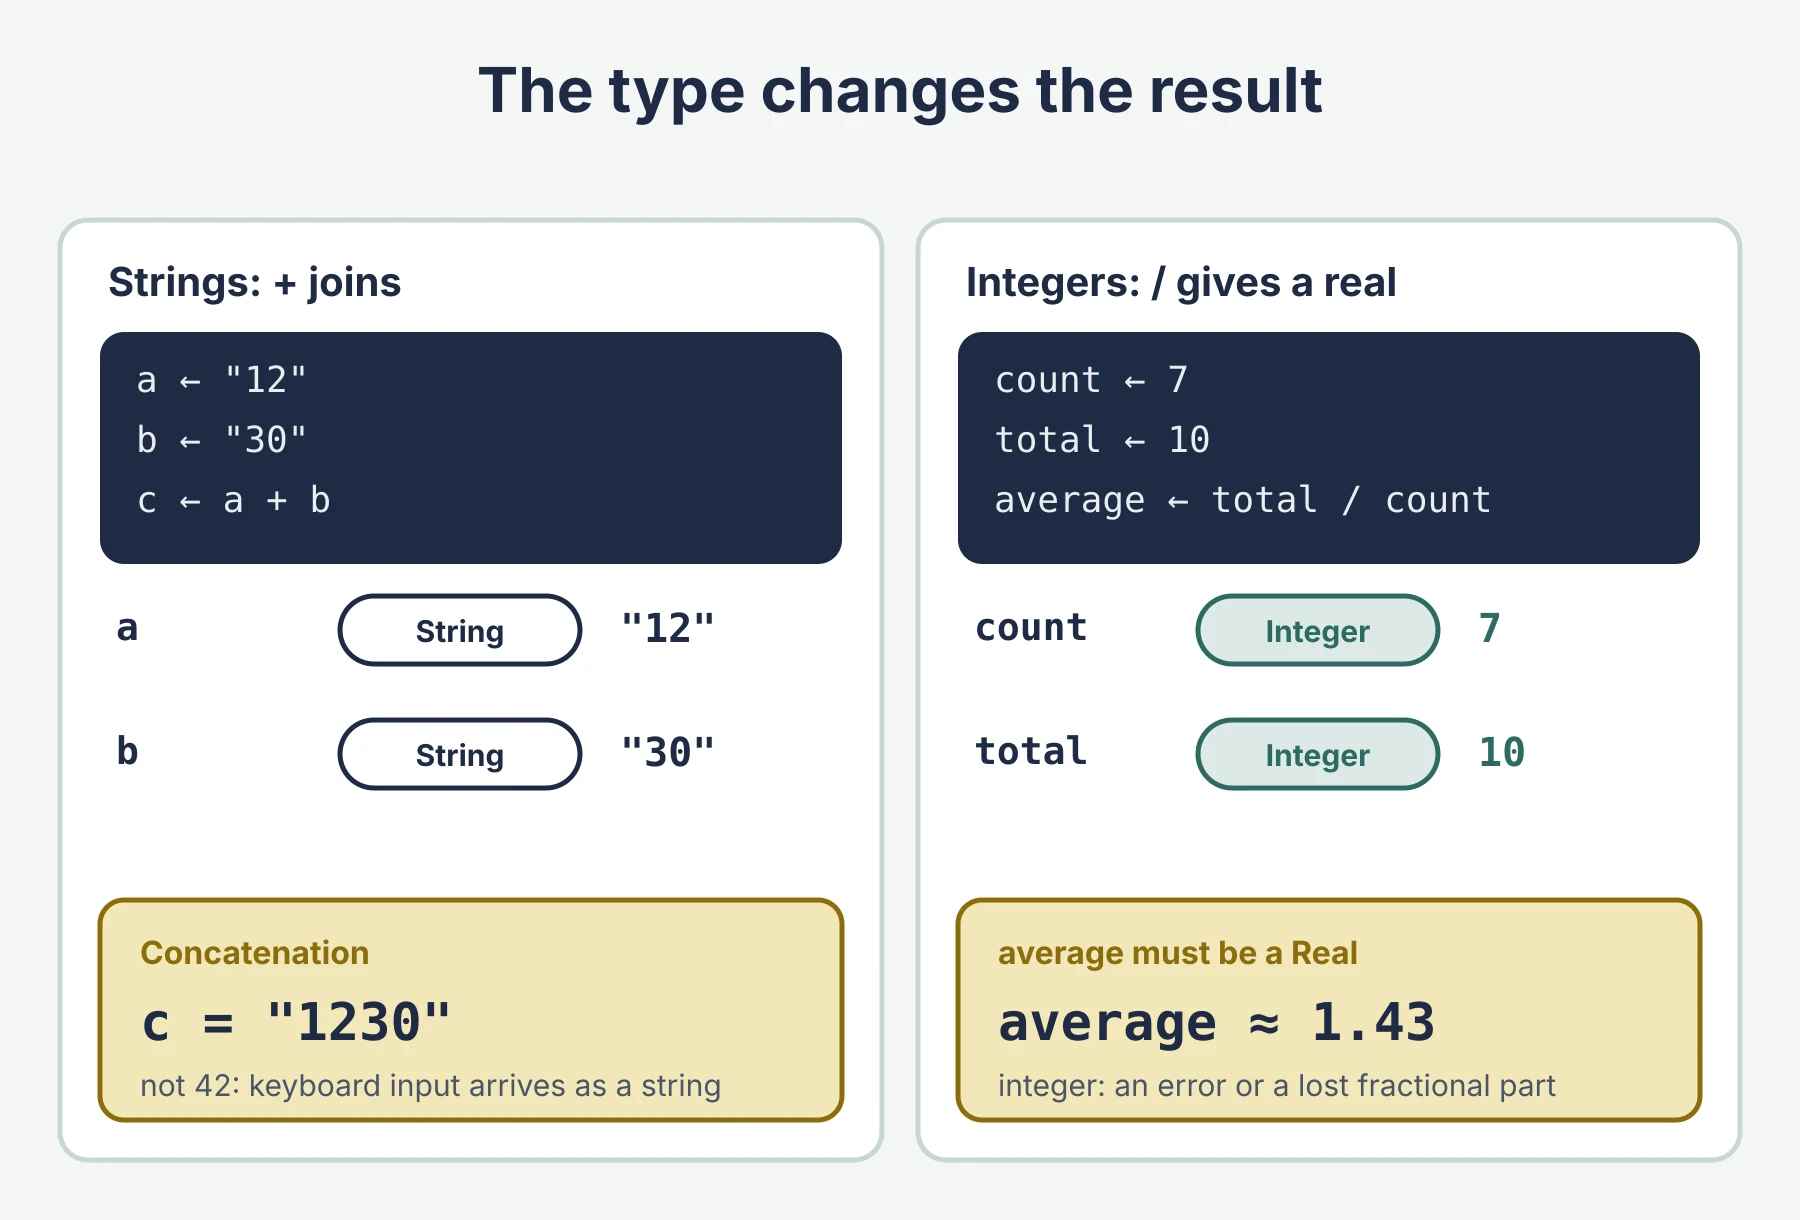 The type changes the result
Strings: + joins
a ← "12"
b ← "30"
c ← a + b
a String "12"
b String "30"
Concatenation
c = "1230"
not 42: keyboard input arrives as a string
Integers: / gives a real
count ← 7
total ← 10
average ← total / count
count Integer 7
total Integer 10
average must be a Real
average ≈ 1.43
integer: an error or a lost fractional part